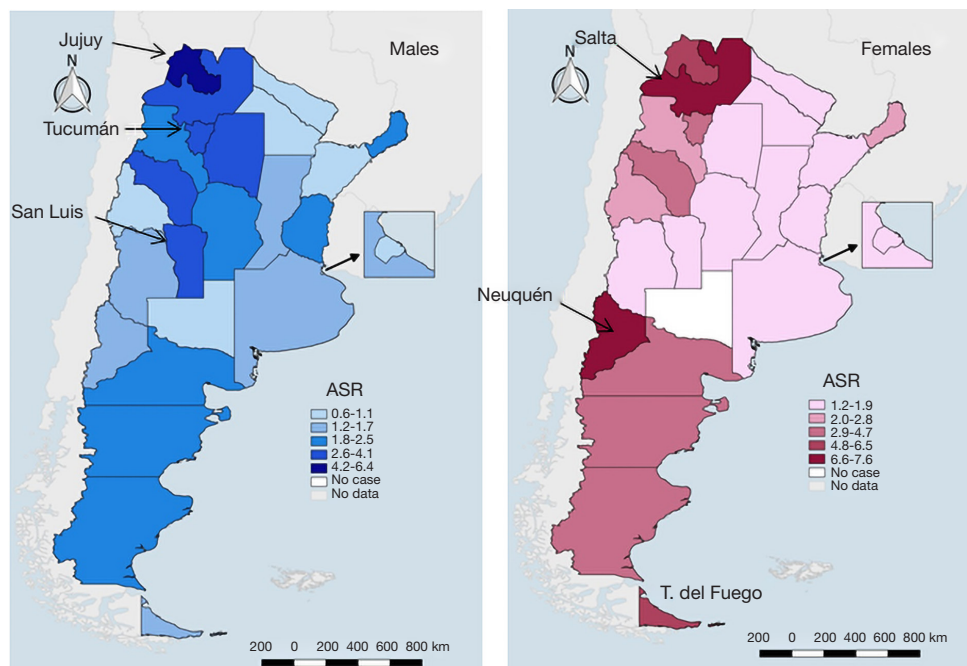 Jujuy
Males
N
Tucumán
San Luis
ASR
0.6-1.1
1.2-1.7
1.8-2.5
2.6-4.1
4.2-6.4
No case
No data
200 0 200 400 600 800 km
Salta
Females
N
Neuquén
ASR
1.2-1.9
2.0-2.8
2.9-4.7
4.8-6.5
6.6-7.6
No case
No data
T. del Fuego
200 0 200 400 600 800 km